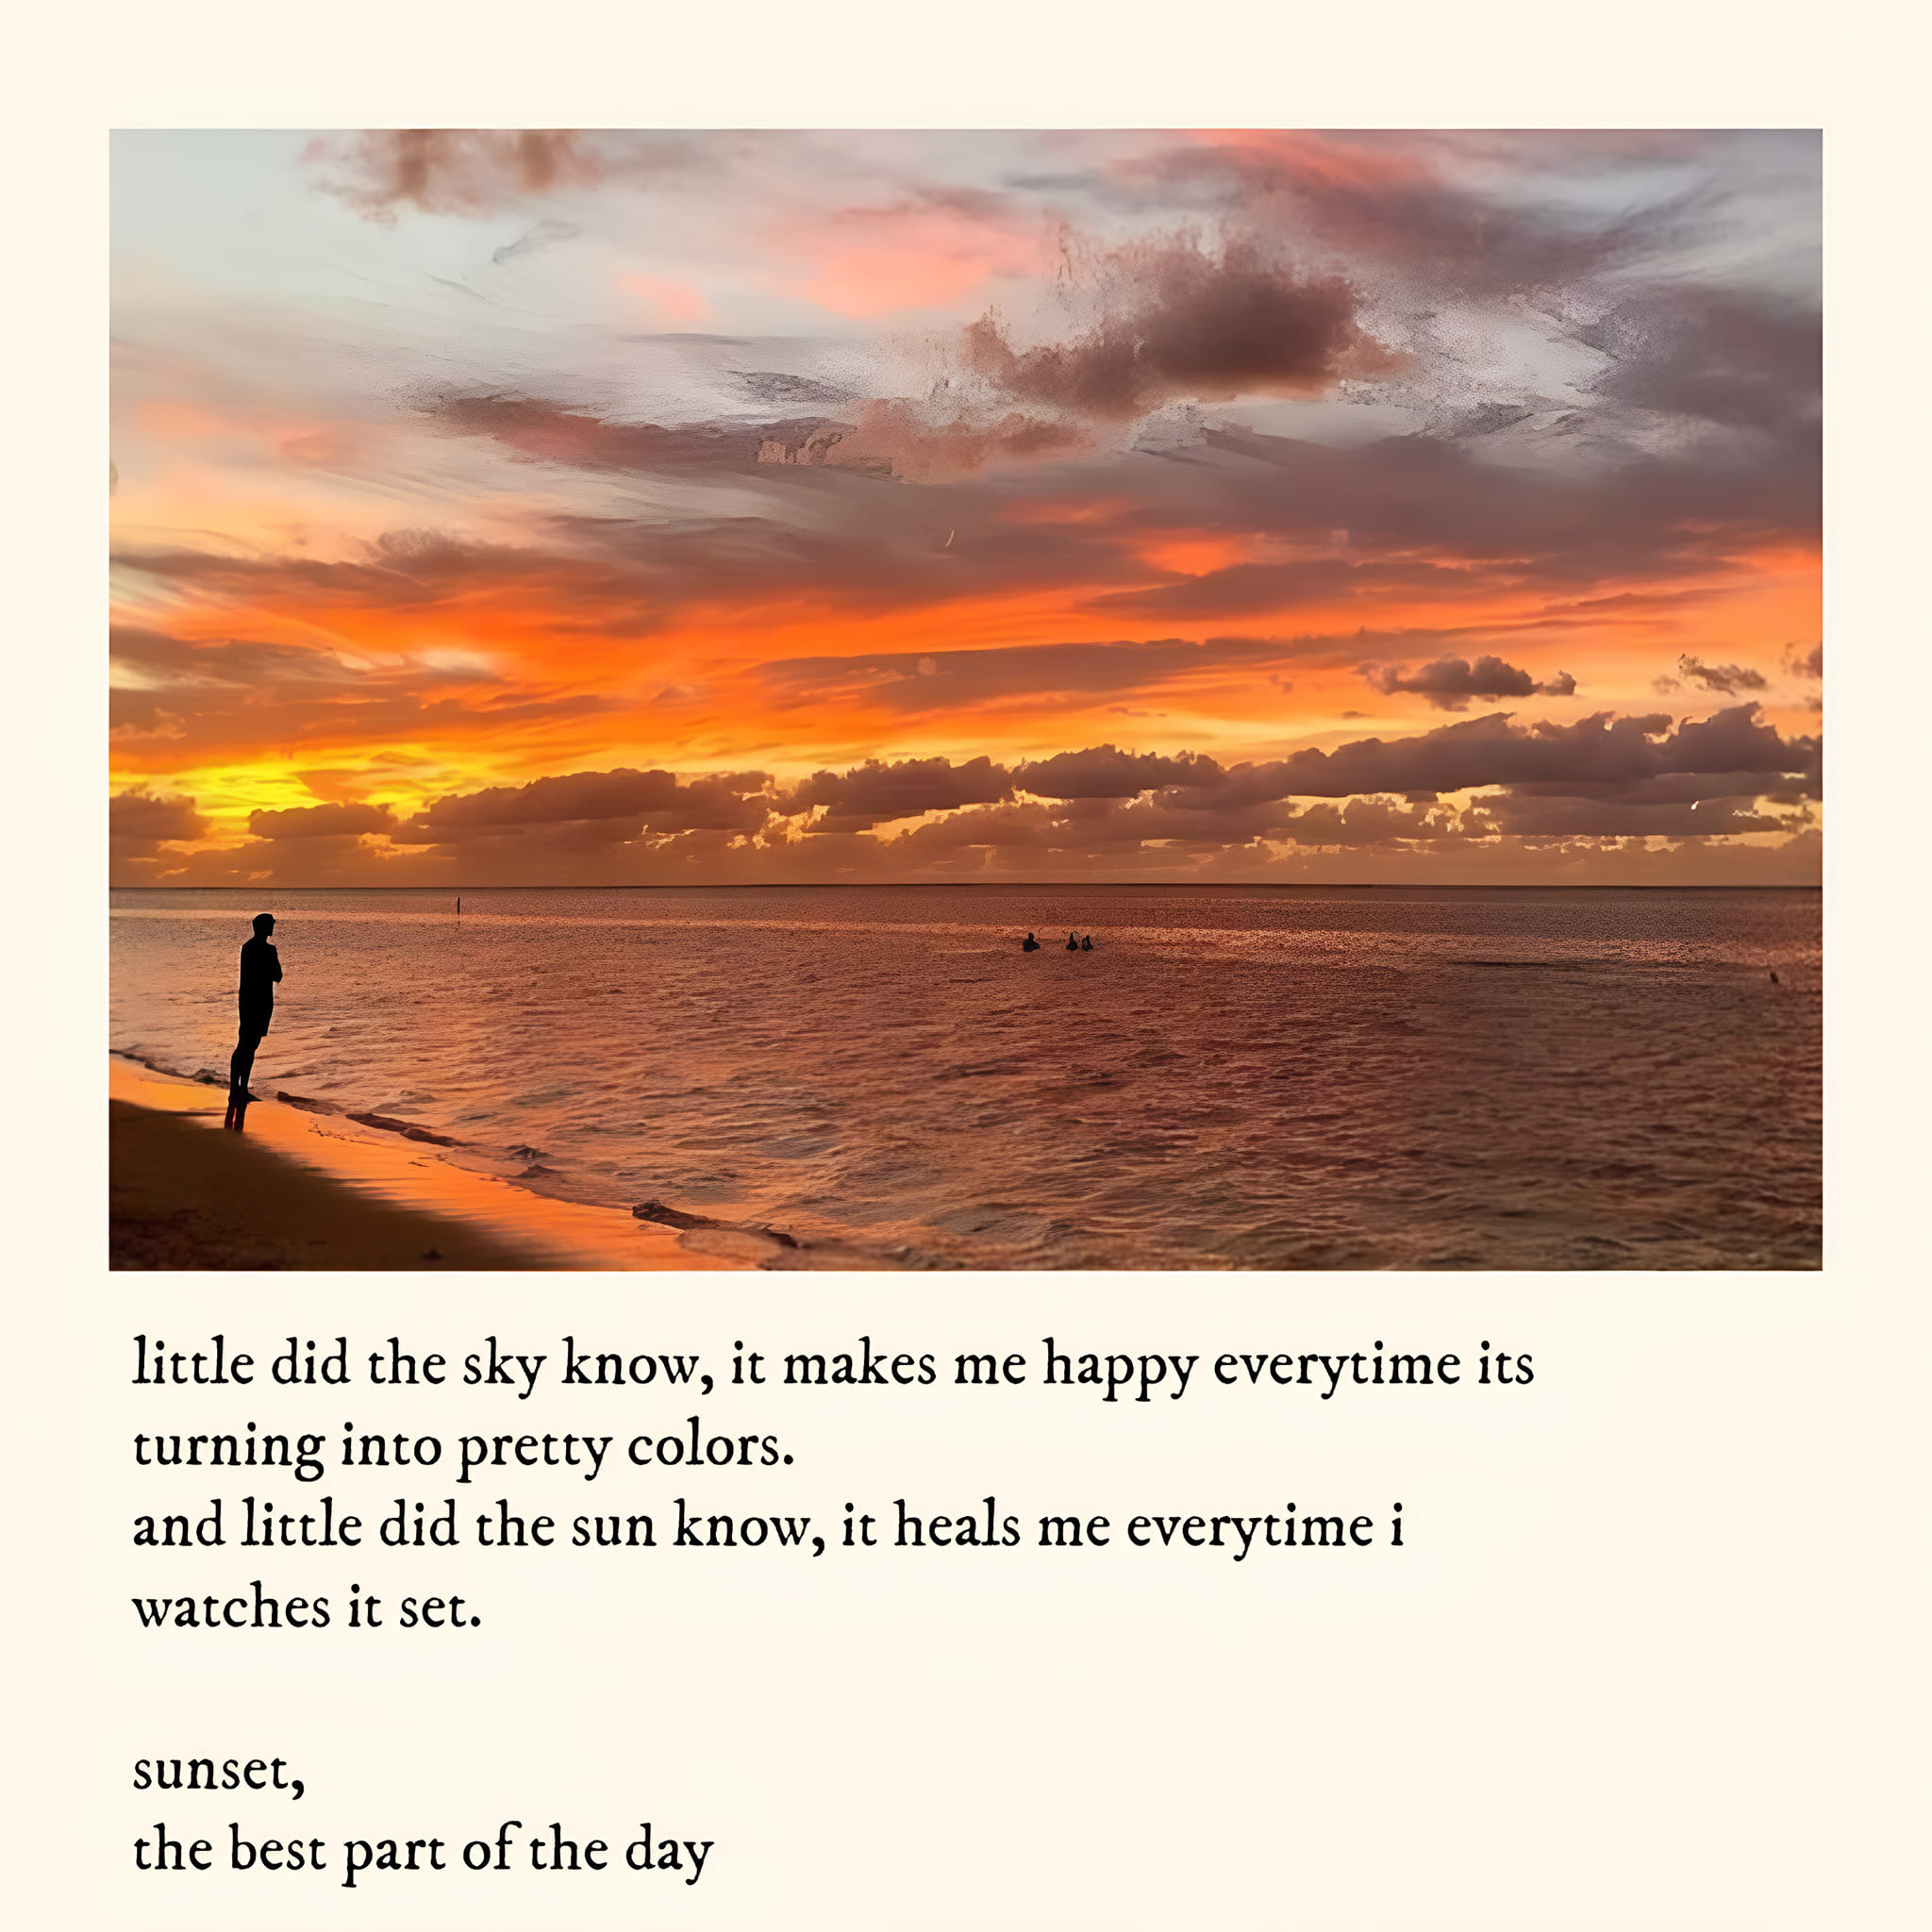 little did the sky know, it makes me happy everytime its
turning into pretty colors.
and little did the sun know, it heals me everytime i
watches it set.
sunset,
the best part of the day